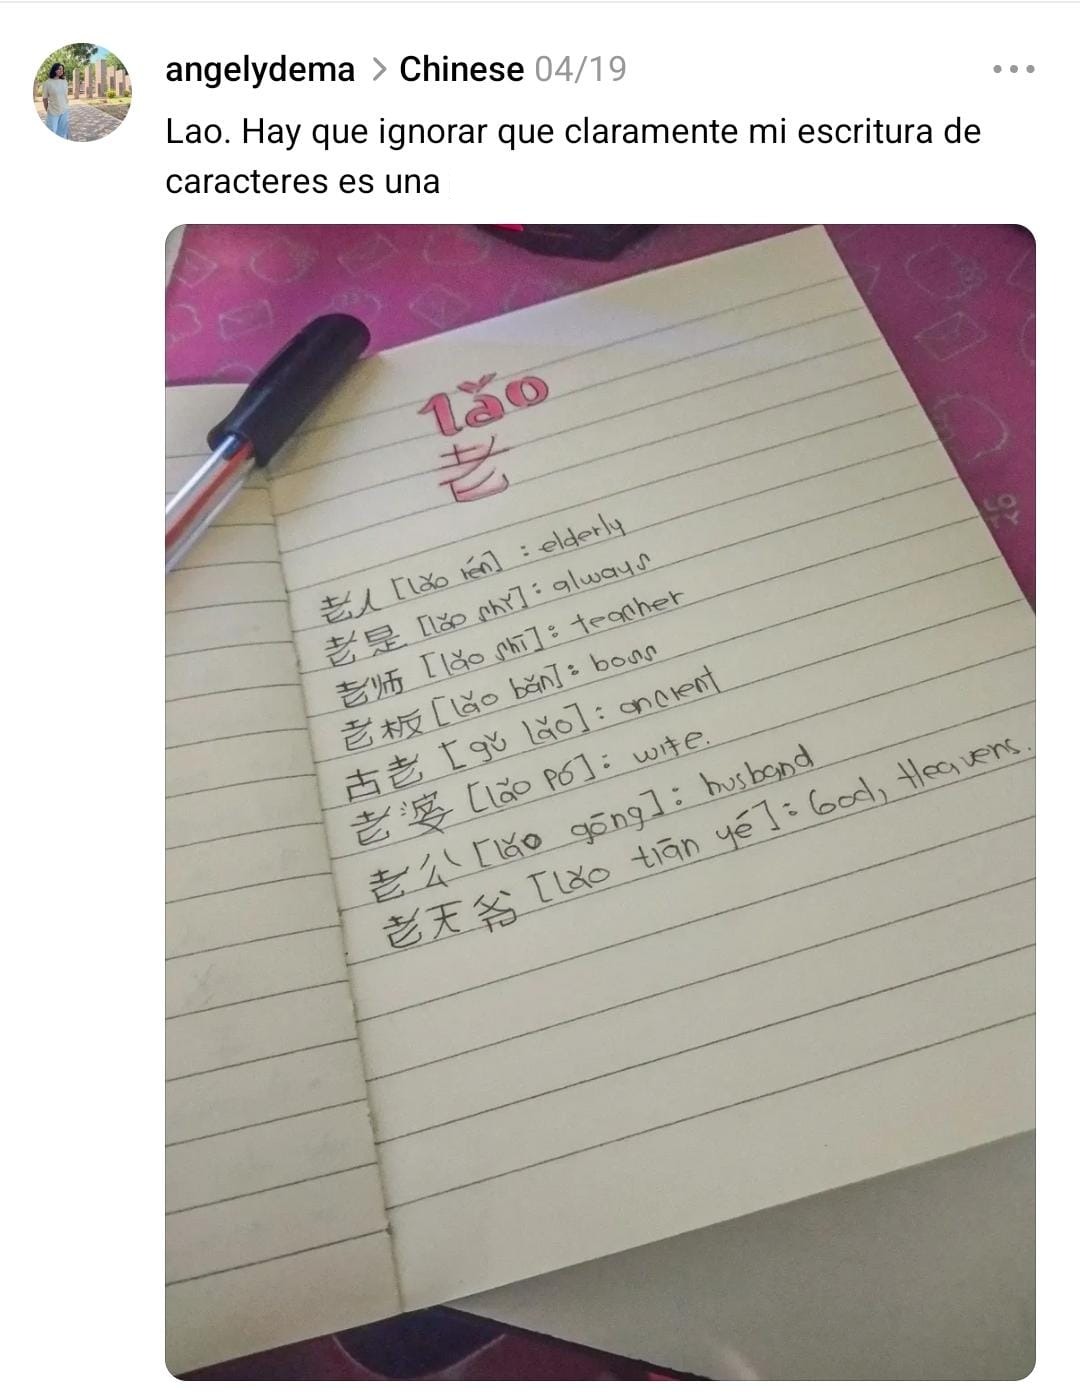 angelydema > Chinese 04/19
Lao. Hay que ignorar que claramente mi escritura de
caracteres es una
lǎo
老
老人 [lǎo rén] : elderly
老是 [lǎo shì] : always
老师 [lǎo shī] : teacher
老板 [lǎo bǎn] : boss
古老 [gǔ lǎo] : ancient
老婆 [lǎo pó] : wife.
老公 [lǎo gōng] : husband
老天爷 [lǎo tiān yé] : God, Heavens.